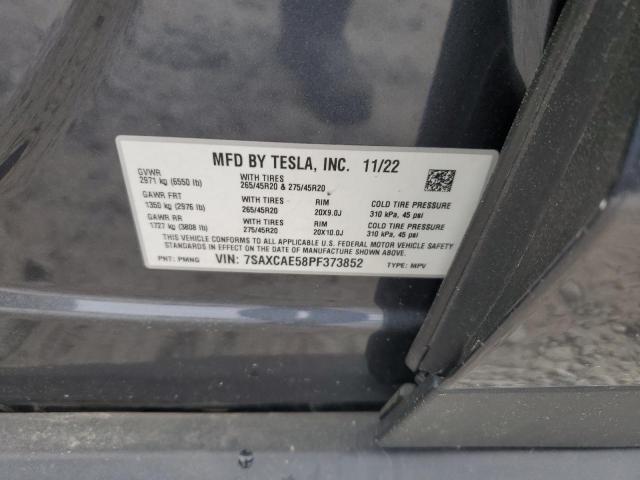 MFD BY TESLA, INC. 11/22
GVWR
2971 kg (6550 lb)
WITH TIRES
265/45R20 & 275/45R20
GAWR FRT
1350 kg (2976 lb)
WITH TIRES
265/45R20
RIM
20X9.0J
COLD TIRE PRESSURE
310 kPa, 45 psi
GAWR RR
1727 kg (3808 lb)
WITH TIRES
275/45R20
RIM
20X10.0J
COLD TIRE PRESSURE
310 kPa, 45 psi
THIS VEHICLE CONFORMS TO ALL APPLICABLE U.S. FEDERAL MOTOR VEHICLE SAFETY
STANDARDS IN EFFECT ON THE DATE OF MANUFACTURE SHOWN ABOVE.
PNT: PMNG VIN: 7SAXCAE58PF373852 TYPE: MPV